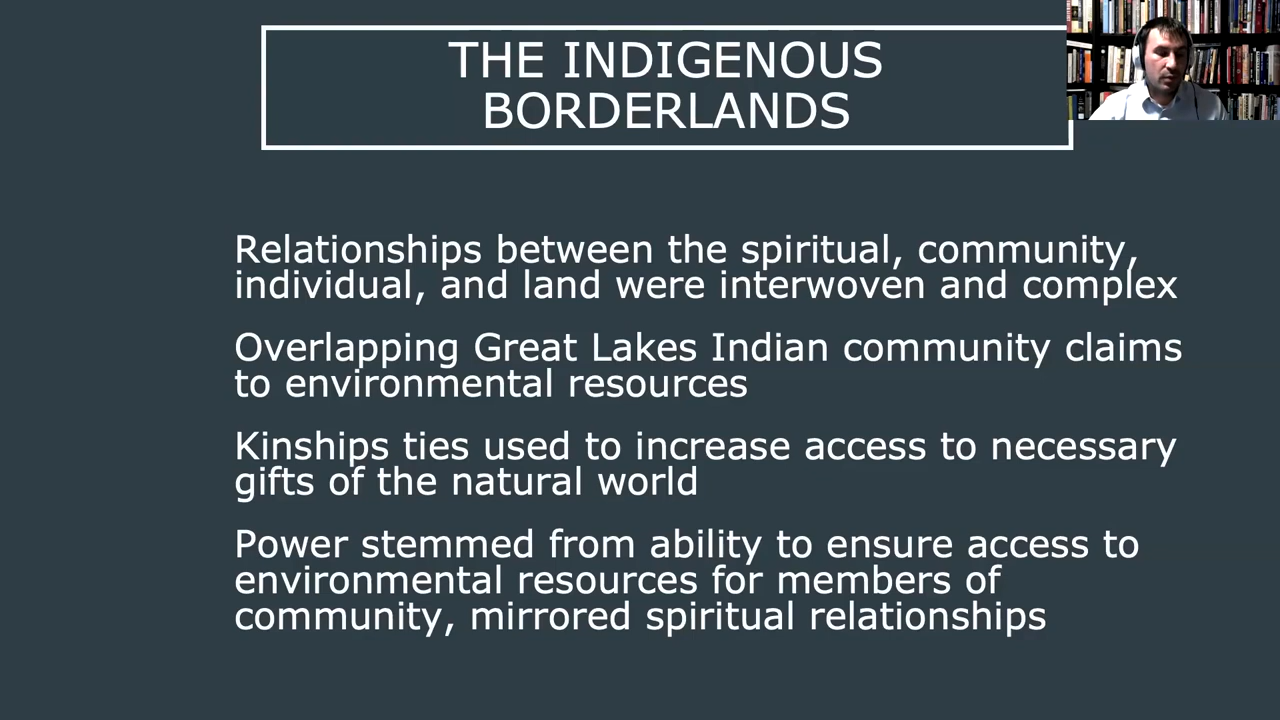 THE INDIGENOUS
BORDERLANDS
Relationships between the spiritual, community,
individual, and land were interwoven and complex
Overlapping Great Lakes Indian community claims
to environmental resources
Kinships ties used to increase access to necessary
gifts of the natural world
Power stemmed from ability to ensure access to
environmental resources for members of
community, mirrored spiritual relationships